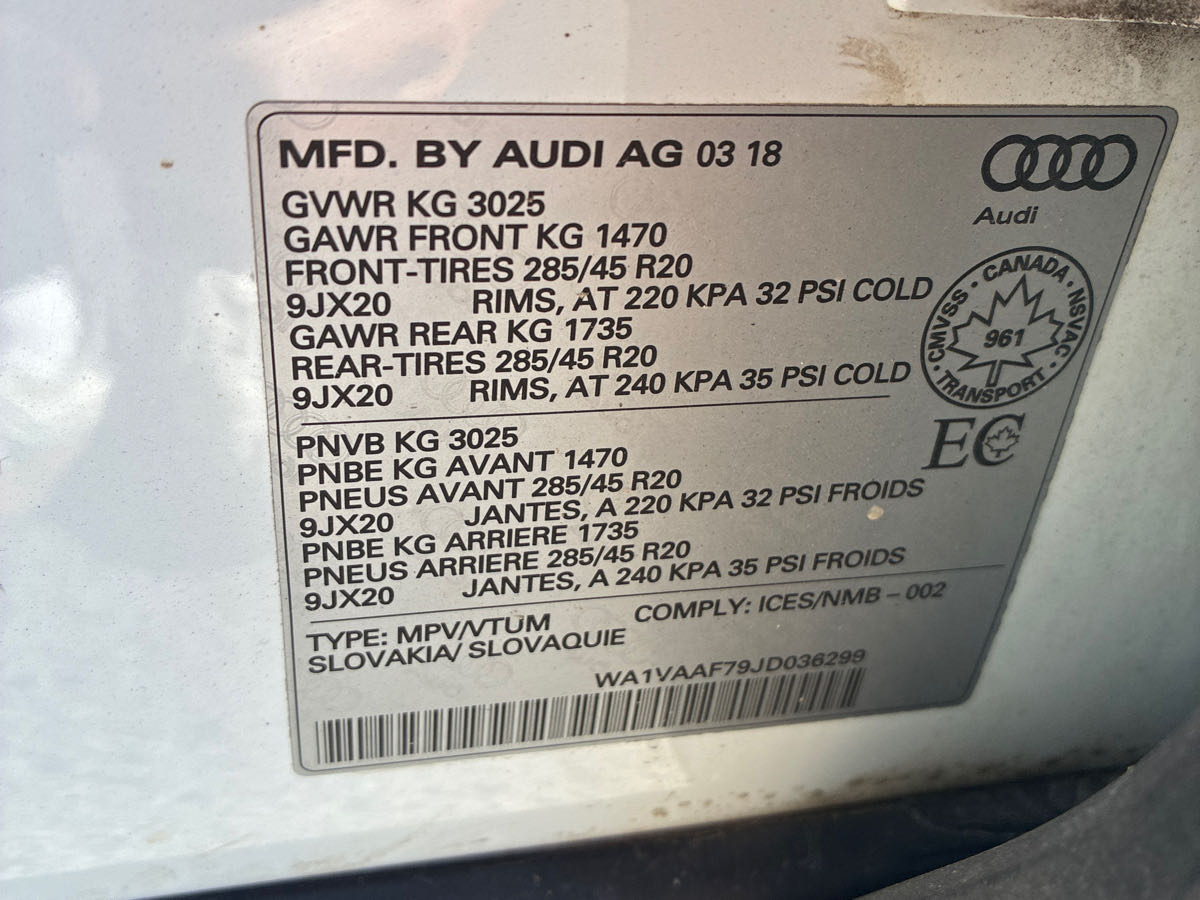 MFD. BY AUDI AG 03 18
Audi
GVWR KG 3025
GAWR FRONT KG 1470
FRONT-TIRES 285/45 R20
9JX20 RIMS, AT 220 KPA 32 PSI COLD
GAWR REAR KG 1735
REAR-TIRES 285/45 R20
9JX20 RIMS, AT 240 KPA 35 PSI COLD
CMVSS · CANADA · NSVAC · TRANSPORT ·
961
EC
PNVB KG 3025
PNBE KG AVANT 1470
PNEUS AVANT 285/45 R20
9JX20 JANTES, A 220 KPA 32 PSI FROIDS
PNBE KG ARRIERE 1735
PNEUS ARRIERE 285/45 R20
9JX20 JANTES, A 240 KPA 35 PSI FROIDS
TYPE: MPV/VTUM COMPLY: ICES/NMB – 002
SLOVAKIA/ SLOVAQUIE
WA1VAAF79JD036299